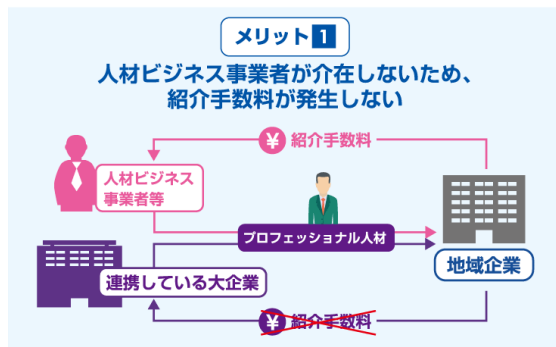 メリット1
人材ビジネス事業者が介在しないため、
紹介手数料が発生しない
¥ 紹介手数料
人材ビジネス
事業者等
プロフェッショナル人材
地域企業
連携している大企業
¥ 紹介手数料